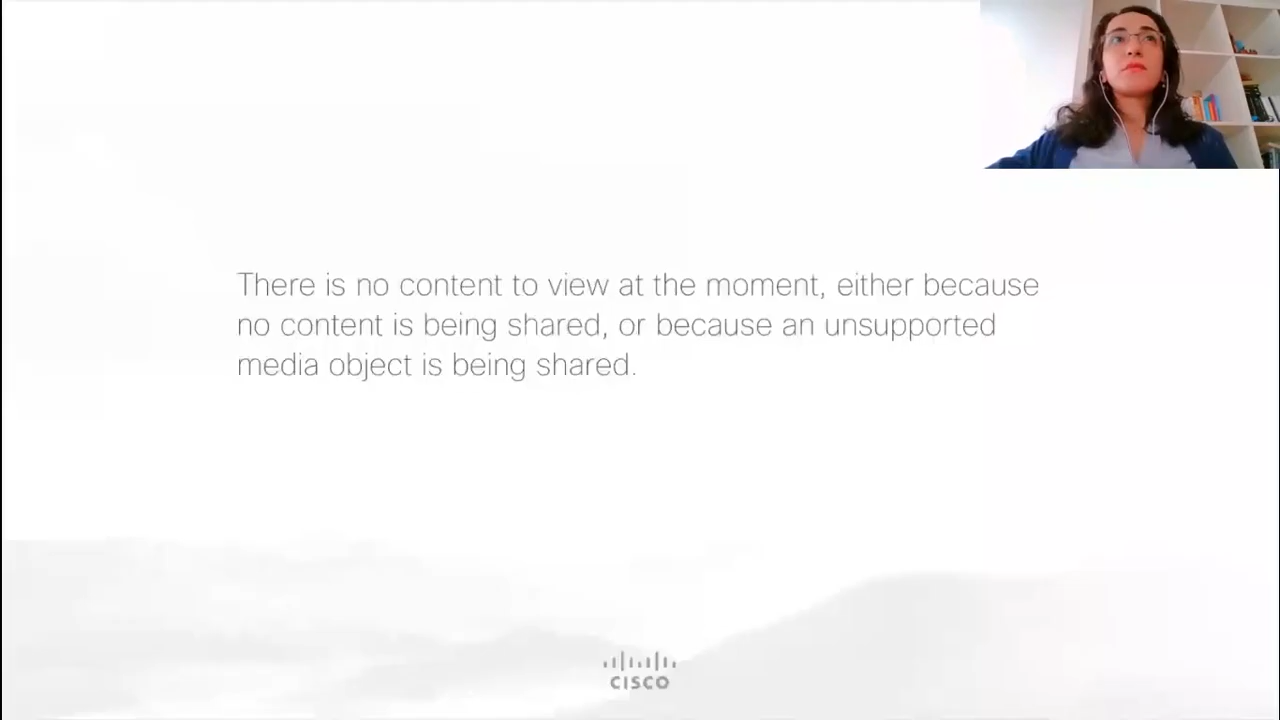 There is no content to view at the moment, either because
no content is being shared, or because an unsupported
media object is being shared.
CISCO